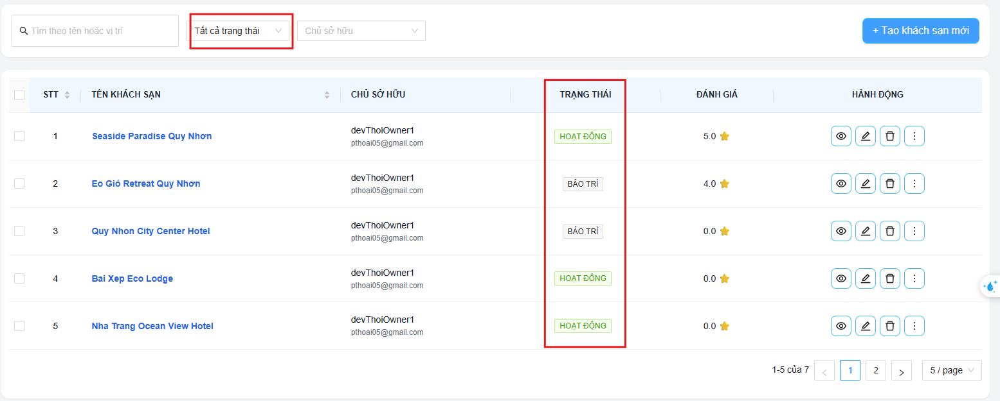 Tìm theo tên hoặc vị trí
Tất cả trạng thái
Chủ sở hữu
+ Tạo khách sạn mới
STT
TÊN KHÁCH SẠN
CHỦ SỞ HỮU
TRẠNG THÁI
ĐÁNH GIÁ
HÀNH ĐỘNG
1
Seaside Paradise Quy Nhơn
devThoiOwner1
pthoai05@gmail.com
HOẠT ĐỘNG
5.0
2
Eo Gió Retreat Quy Nhơn
devThoiOwner1
pthoai05@gmail.com
BẢO TRÌ
4.0
3
Quy Nhon City Center Hotel
devThoiOwner1
pthoai05@gmail.com
BẢO TRÌ
0.0
4
Bai Xep Eco Lodge
devThoiOwner1
pthoai05@gmail.com
HOẠT ĐỘNG
0.0
5
Nha Trang Ocean View Hotel
devThoiOwner1
pthoai05@gmail.com
HOẠT ĐỘNG
0.0
1-5 của 7
1
2
5 / page